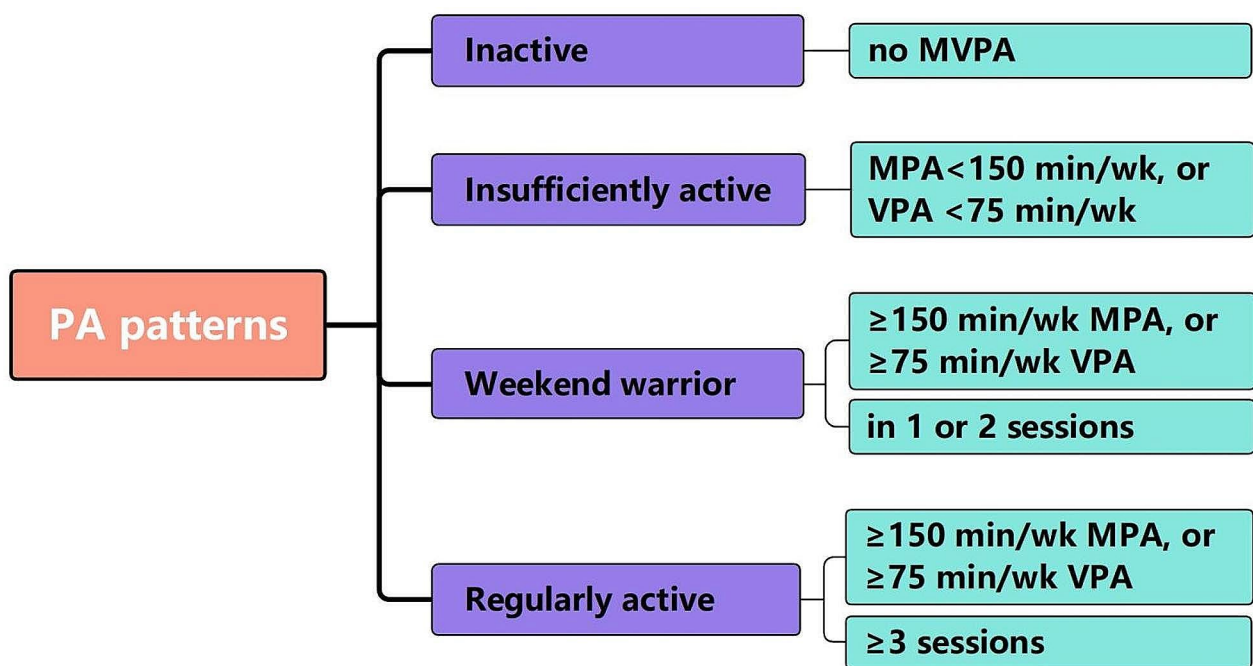 PA patterns
Inactive
no MVPA
Insufficiently active
MPA<150 min/wk, or
VPA <75 min/wk
Weekend warrior
≥150 min/wk MPA, or
≥75 min/wk VPA
in 1 or 2 sessions
Regularly active
≥150 min/wk MPA, or
≥75 min/wk VPA
≥3 sessions